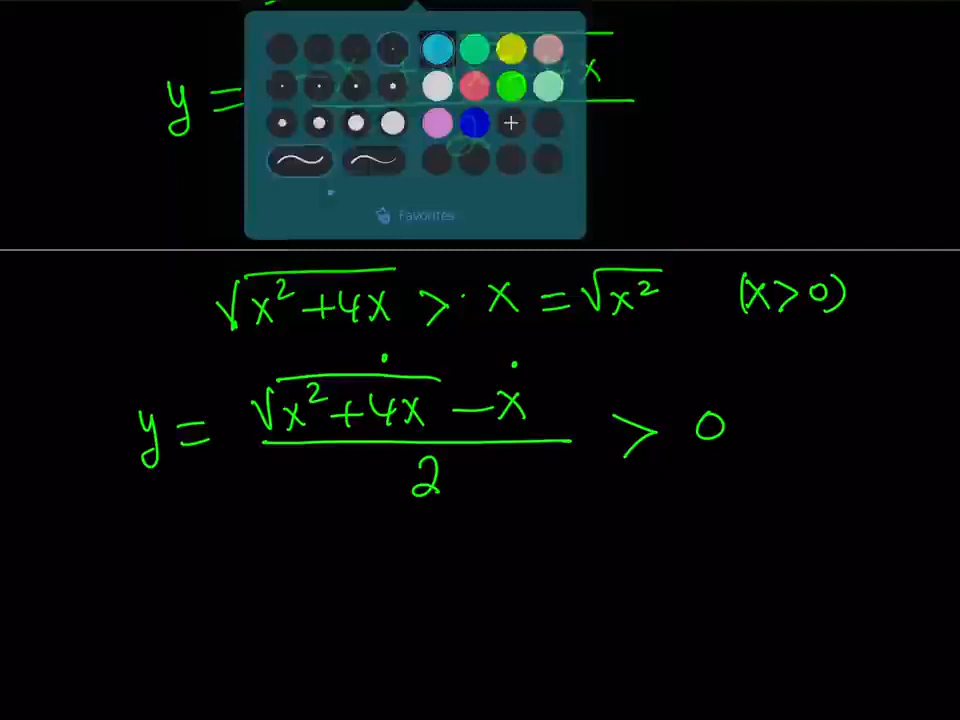 y = x
Favorites
√(x² + 4x) > x = √(x²) (x > 0)
y = (√(x² + 4x) − x) / 2 > 0